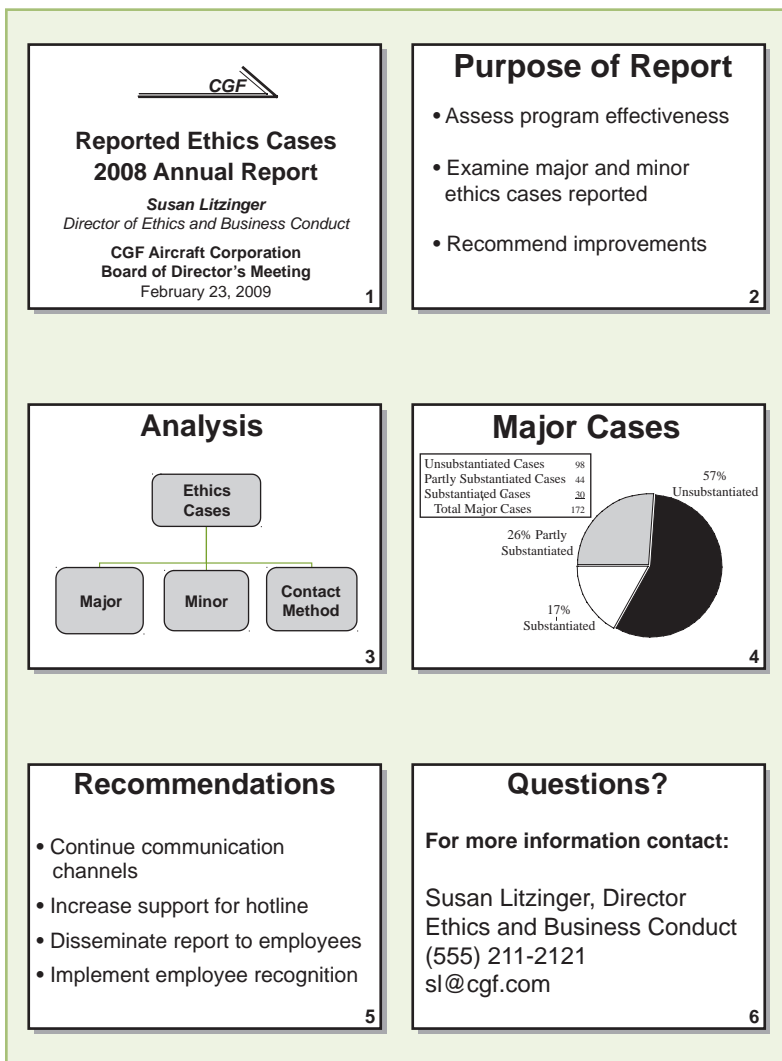 CGF
Reported Ethics Cases
2008 Annual Report
Susan Litzinger
Director of Ethics and Business Conduct
CGF Aircraft Corporation
Board of Director's Meeting
February 23, 2009
1
Purpose of Report
• Assess program effectiveness
• Examine major and minor
ethics cases reported
• Recommend improvements
2
Analysis
Ethics
Cases
Major
Minor
Contact
Method
3
Major Cases
Unsubstantiated Cases 98
Partly Substantiated Cases 44
Substantiated Cases 30
Total Major Cases 172
57%
Unsubstantiated
26% Partly
Substantiated
17%
Substantiated
4
Recommendations
• Continue communication
channels
• Increase support for hotline
• Disseminate report to employees
• Implement employee recognition
5
Questions?
For more information contact:
Susan Litzinger, Director
Ethics and Business Conduct
(555) 211-2121
sl@cgf.com
6